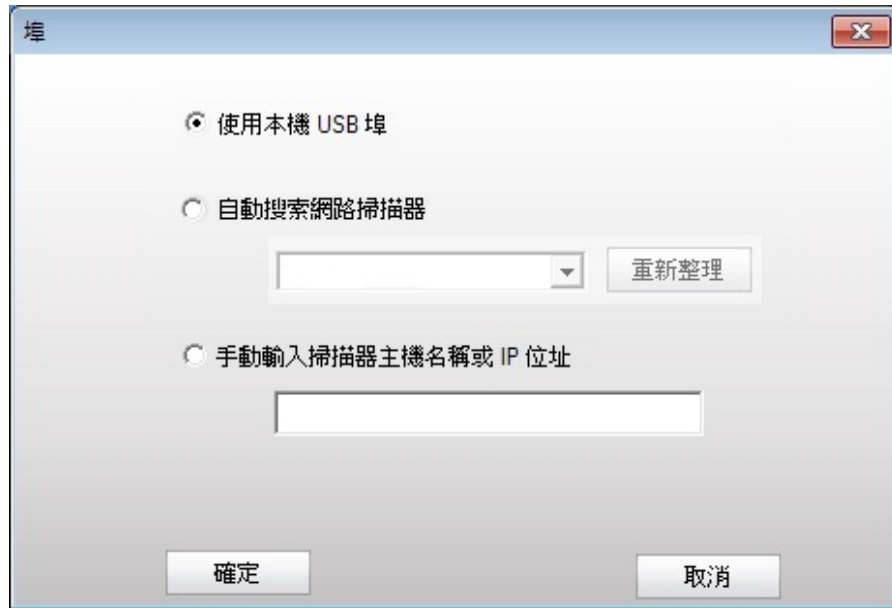 埠
使用本機 USB 埠
自動搜索網路掃描器
重新整理
手動輸入掃描器主機名稱或 IP 位址
確定
取消